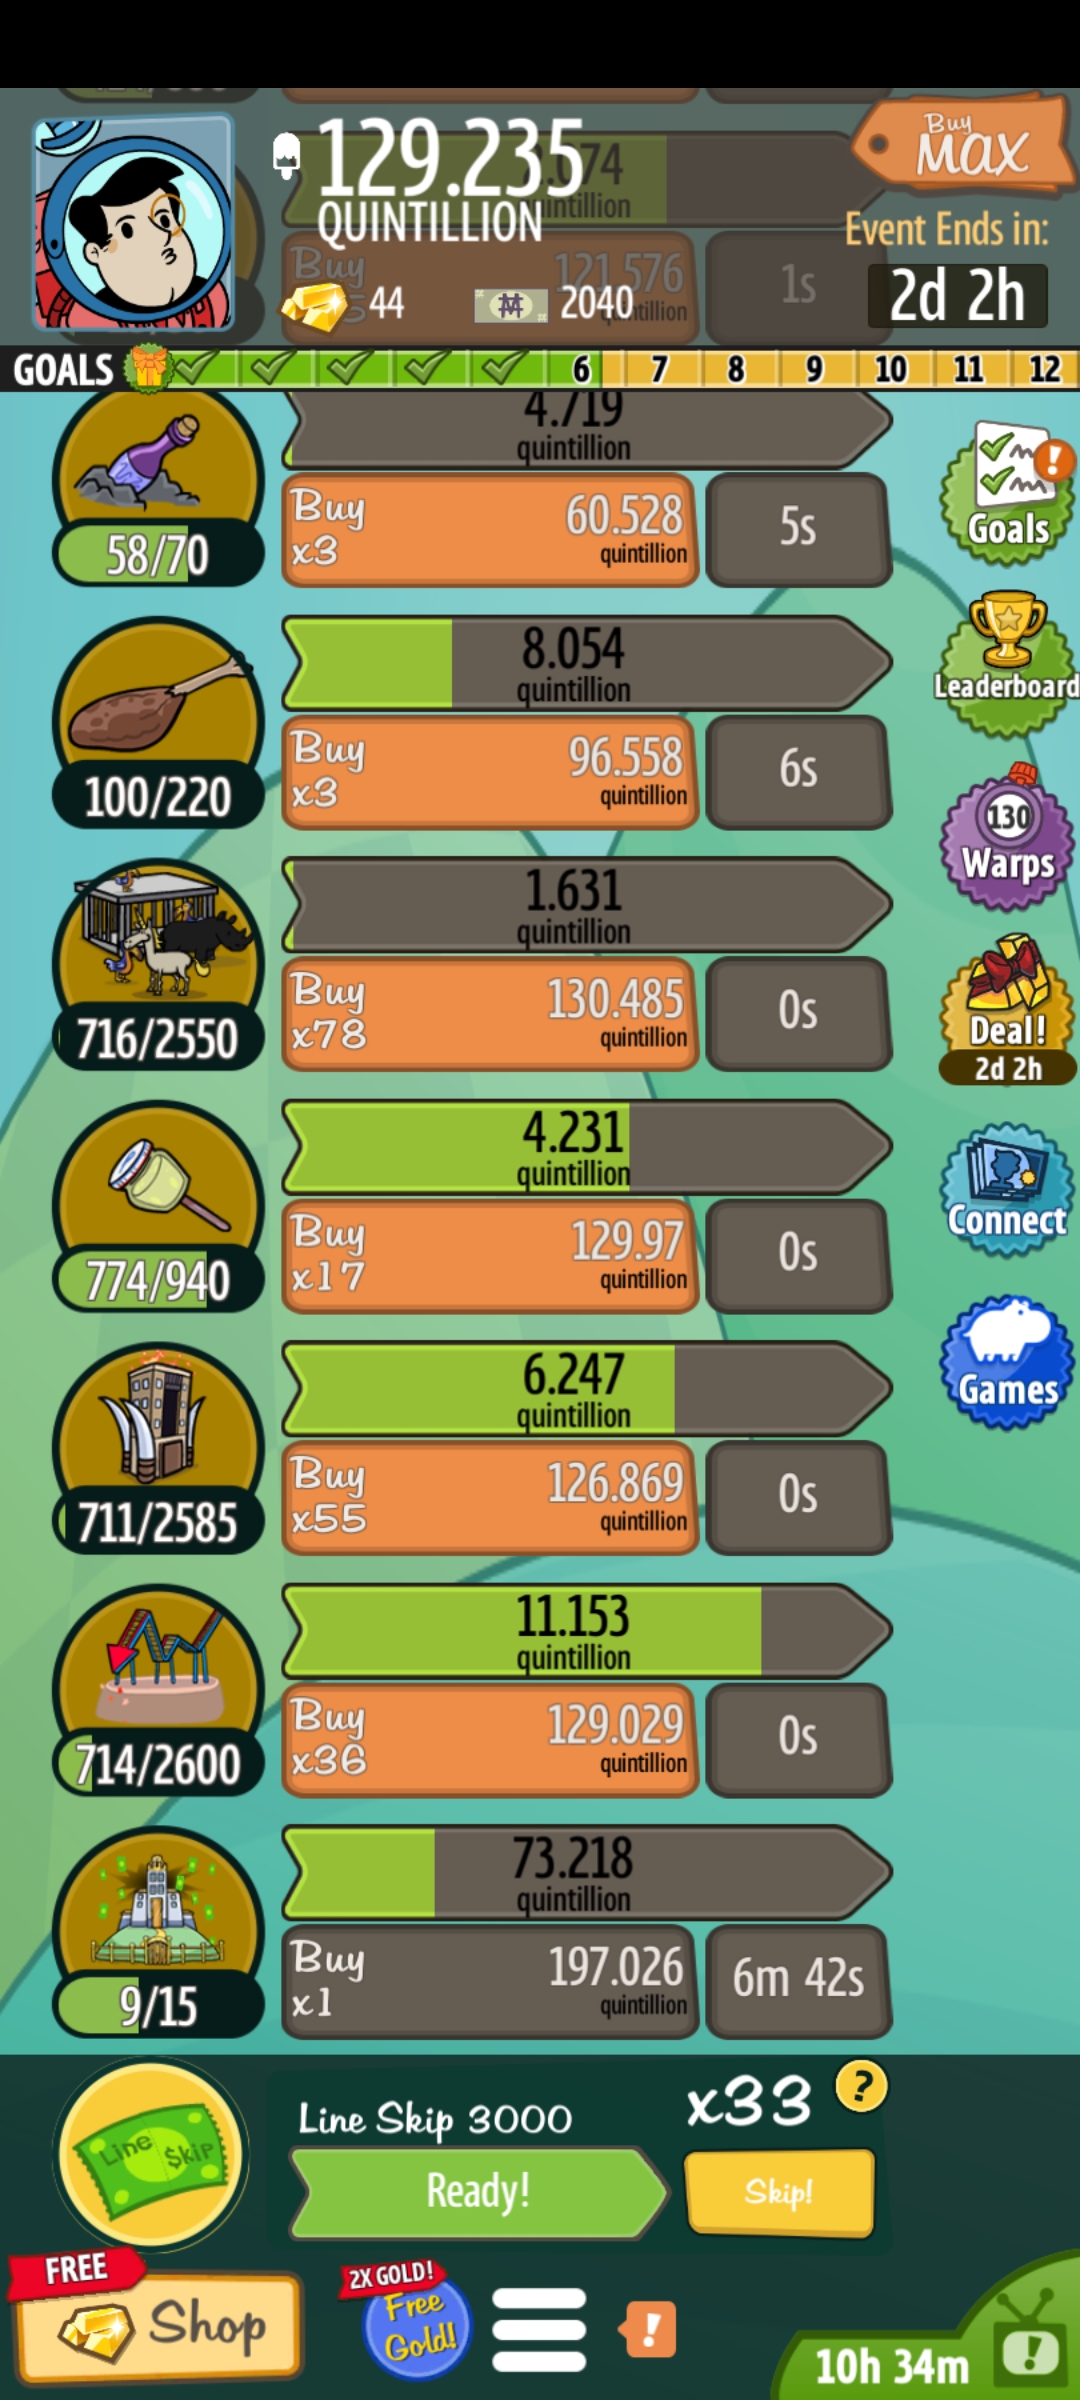 129.235
QUINTILLION
Buy
MAX
Event Ends in:
2d 2h
44
2040
quintillion
Buy
121.576
1s
GOALS
6
7
8
9
10
11
12
4.719
quintillion
58/70
Buy
x3
60.528
quintillion
5s
Goals
8.054
quintillion
100/220
Buy
x3
96.558
quintillion
6s
Leaderboard
1.631
quintillion
716/2550
Buy
x78
130.485
quintillion
0s
130
Warps
4.231
quintillion
774/940
Buy
x17
129.97
quintillion
0s
Deal!
2d 2h
6.247
quintillion
711/2585
Buy
x55
126.869
quintillion
0s
Connect
Games
11.153
quintillion
714/2600
Buy
x36
129.029
quintillion
0s
73.218
quintillion
9/15
Buy
x1
197.026
quintillion
6m 42s
Line $kip
Line Skip 3000
x33
?
Ready!
Skip!
FREE
Shop
2X GOLD!
Free
Gold!
!
10h 34m
!